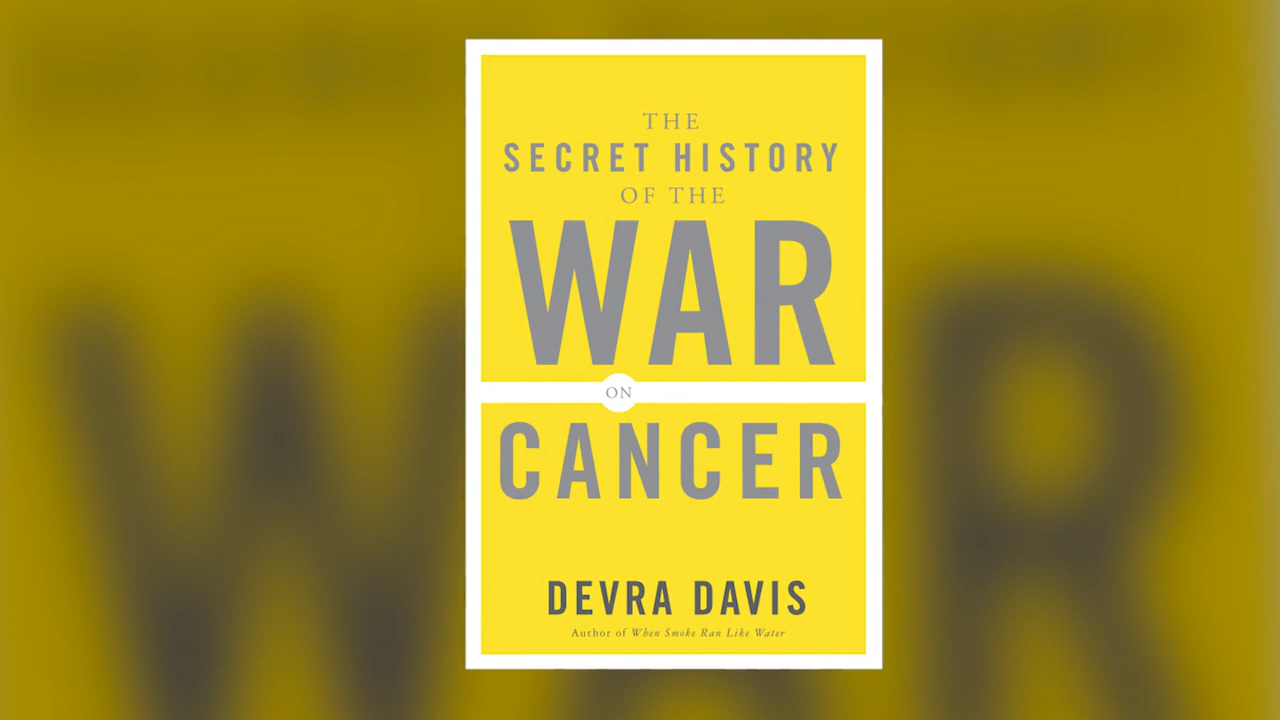 THE
SECRET HISTORY
OF THE
WAR
ON
CANCER
DEVRA DAVIS
Author of When Smoke Ran Like Water